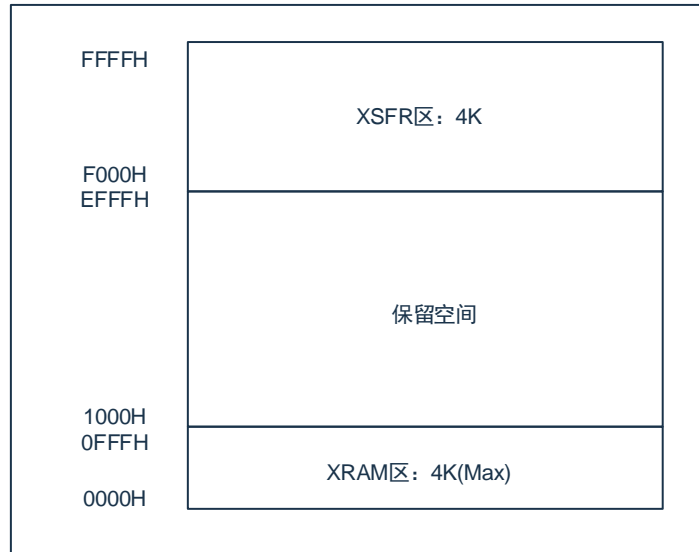 FFFFH
XSFR区：4K
F000H
EFFFH
保留空间
1000H
0FFFH
XRAM区：4K(Max)
0000H